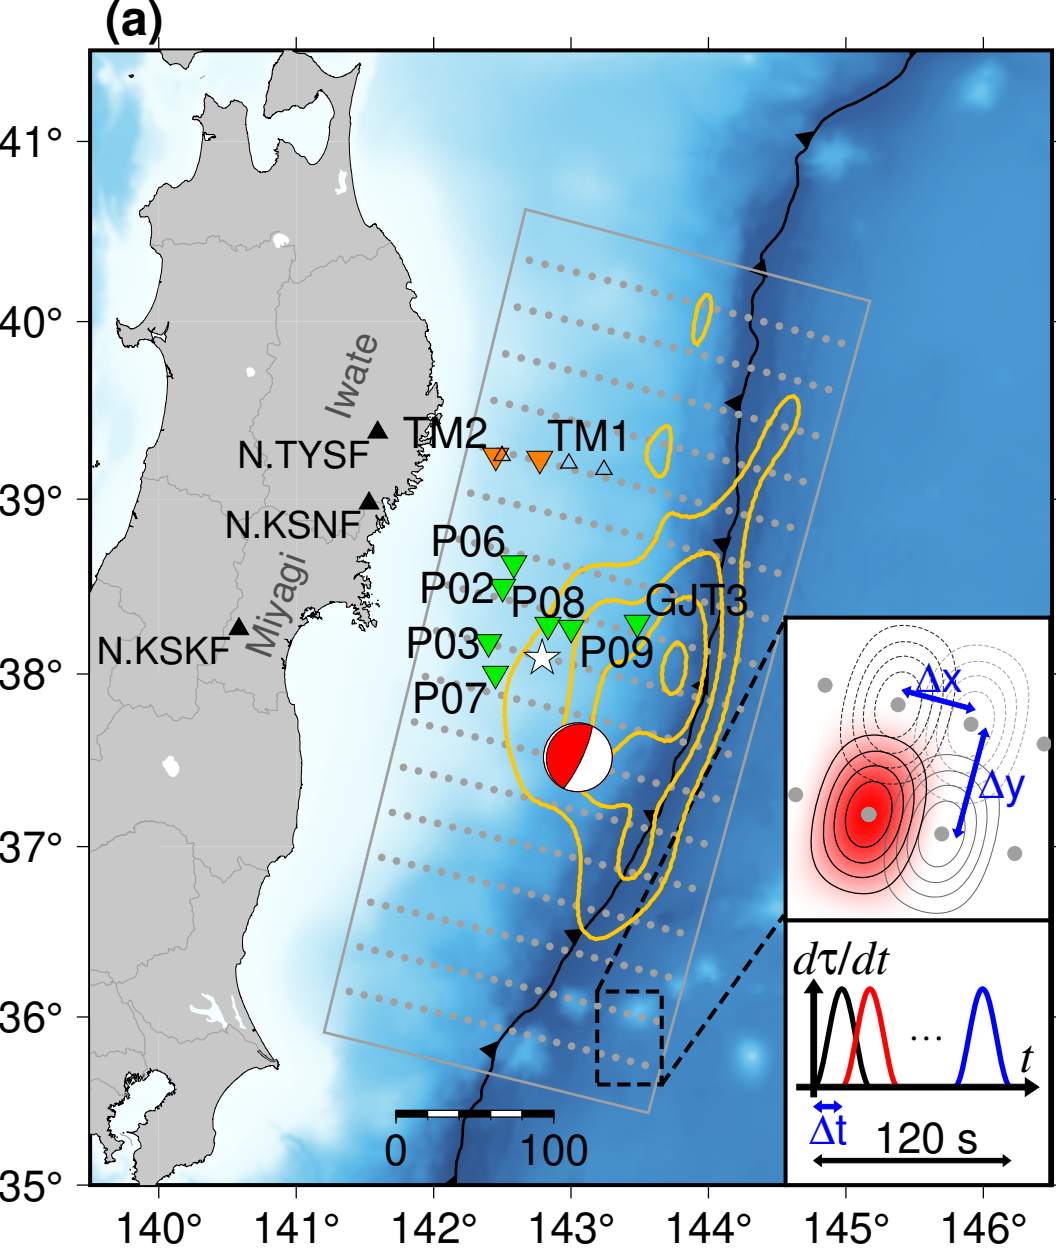 (a)
41°
40°
39°
38°
37°
36°
35°
Iwate
TM2
TM1
N.TYSF
N.KSNF
P06
P02
P08
GJT3
Miyagi
N.KSKF
P03
P09
P07
Δx
Δy
dτ/dt
...
t
Δt
120 s
0
100
140°
141°
142°
143°
144°
145°
146°